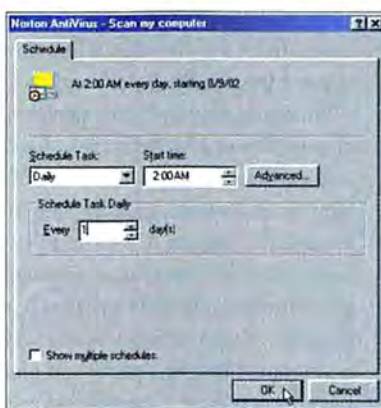 Norton AntiVirus - Scan my computer
Schedule
At 2:00 AM every day, starting 8/9/02
Schedule Task:
Start time:
Daily
2:00 AM
Advanced...
Schedule Task Daily
Every 1 day(s)
Show multiple schedules.
OK
Cancel